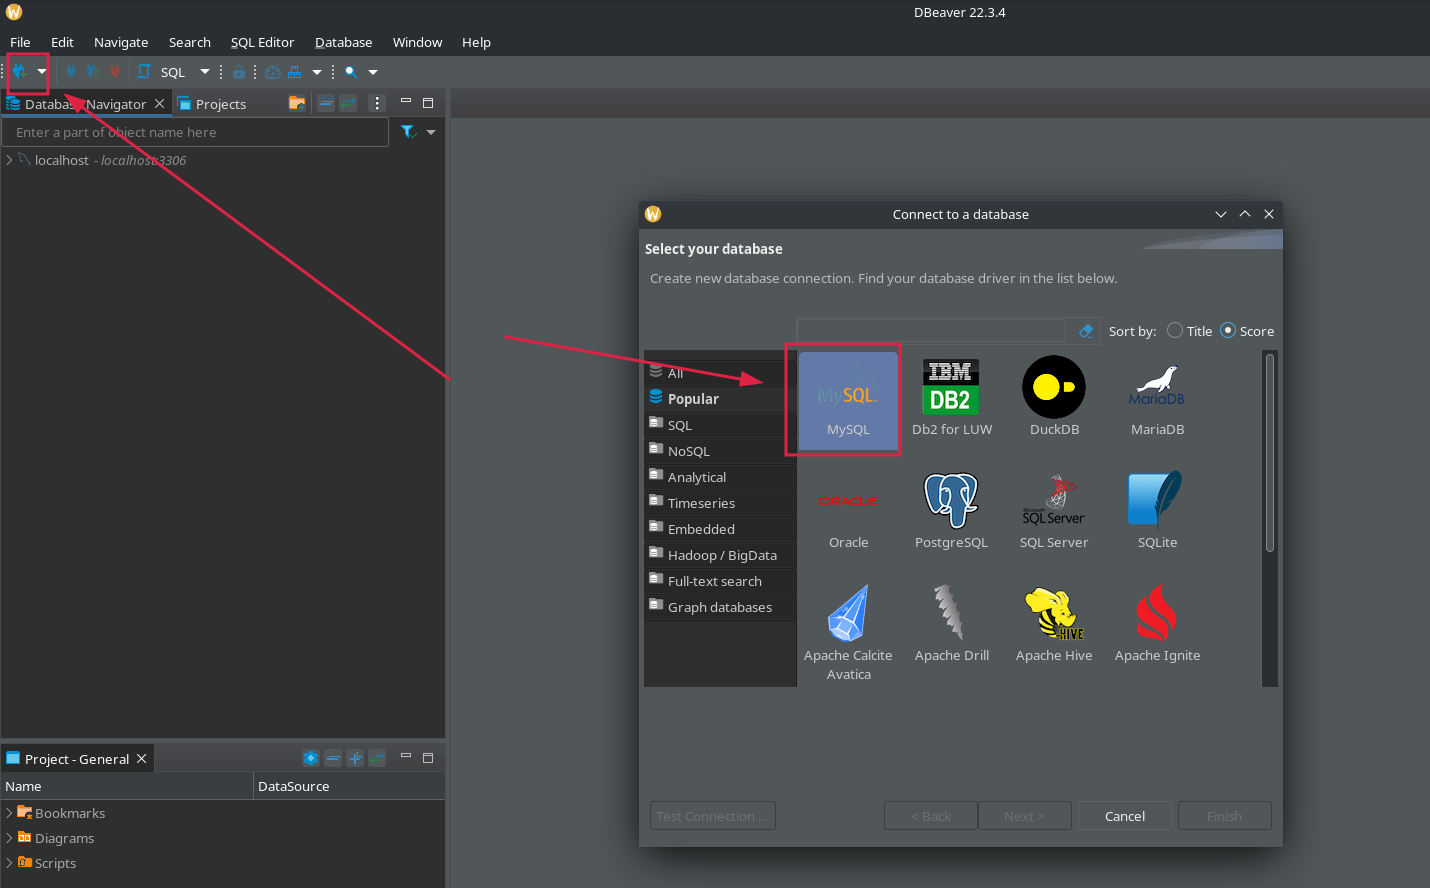 DBeaver 22.3.4
File Edit Navigate Search SQL Editor Database Window Help
SQL
Database Navigator Projects
Enter a part of object name here
localhost - localhost:3306
Connect to a database
Select your database
Create new database connection. Find your database driver in the list below.
Sort by: Title Score
All
Popular
SQL
NoSQL
Analytical
Timeseries
Embedded
Hadoop / BigData
Full-text search
Graph databases
MySQL.
IBM
DB2
MariaDB
MySQL Db2 for LUW DuckDB MariaDB
ORACLE
Microsoft
SQL Server
Oracle PostgreSQL SQL Server SQLite
HIVE
Apache Calcite Apache Drill Apache Hive Apache Ignite
Avatica
Test Connection ... < Back Next > Cancel Finish
Project - General
Name DataSource
Bookmarks
Diagrams
Scripts